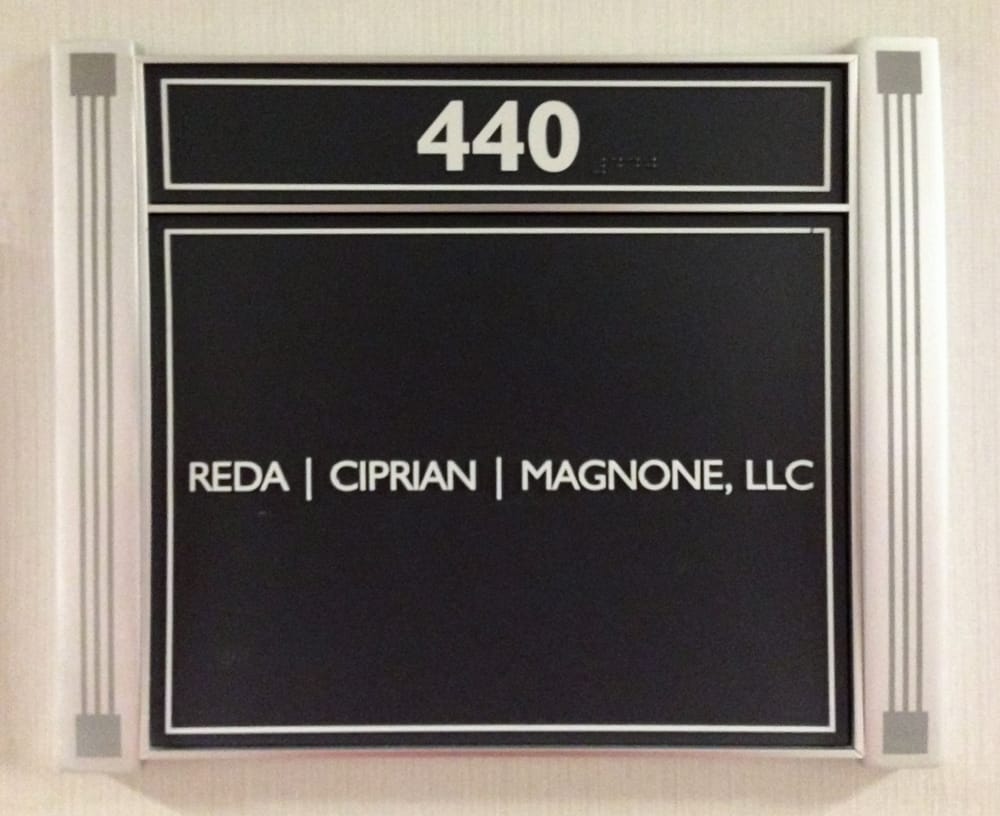 440
REDA | CIPRIAN | MAGNONE, LLC